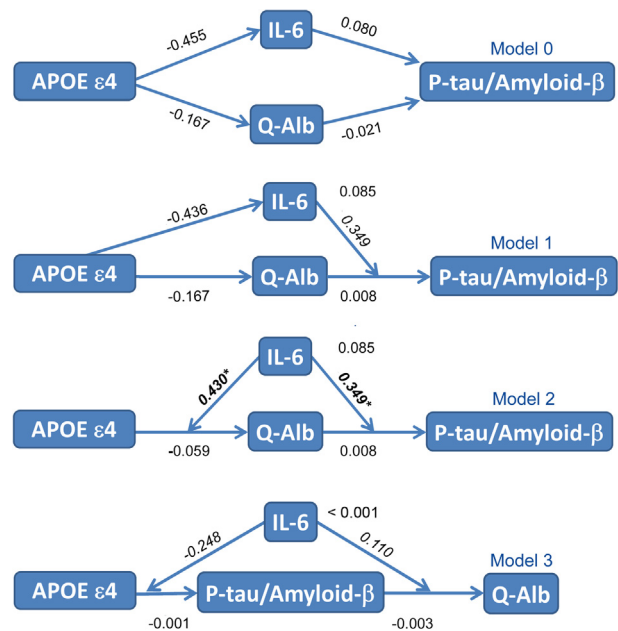 IL-6
-0.455
0.080
Model 0
APOE ε4
P-tau/Amyloid-β
-0.167
Q-Alb
-0.021
IL-6
0.085
-0.436
0.349
Model 1
APOE ε4
Q-Alb
P-tau/Amyloid-β
-0.167
0.008
IL-6
0.085
0.430*
0.349*
Model 2
APOE ε4
Q-Alb
P-tau/Amyloid-β
-0.059
0.008
IL-6
< 0.001
-0.248
0.110
Model 3
APOE ε4
P-tau/Amyloid-β
Q-Alb
-0.001
-0.003